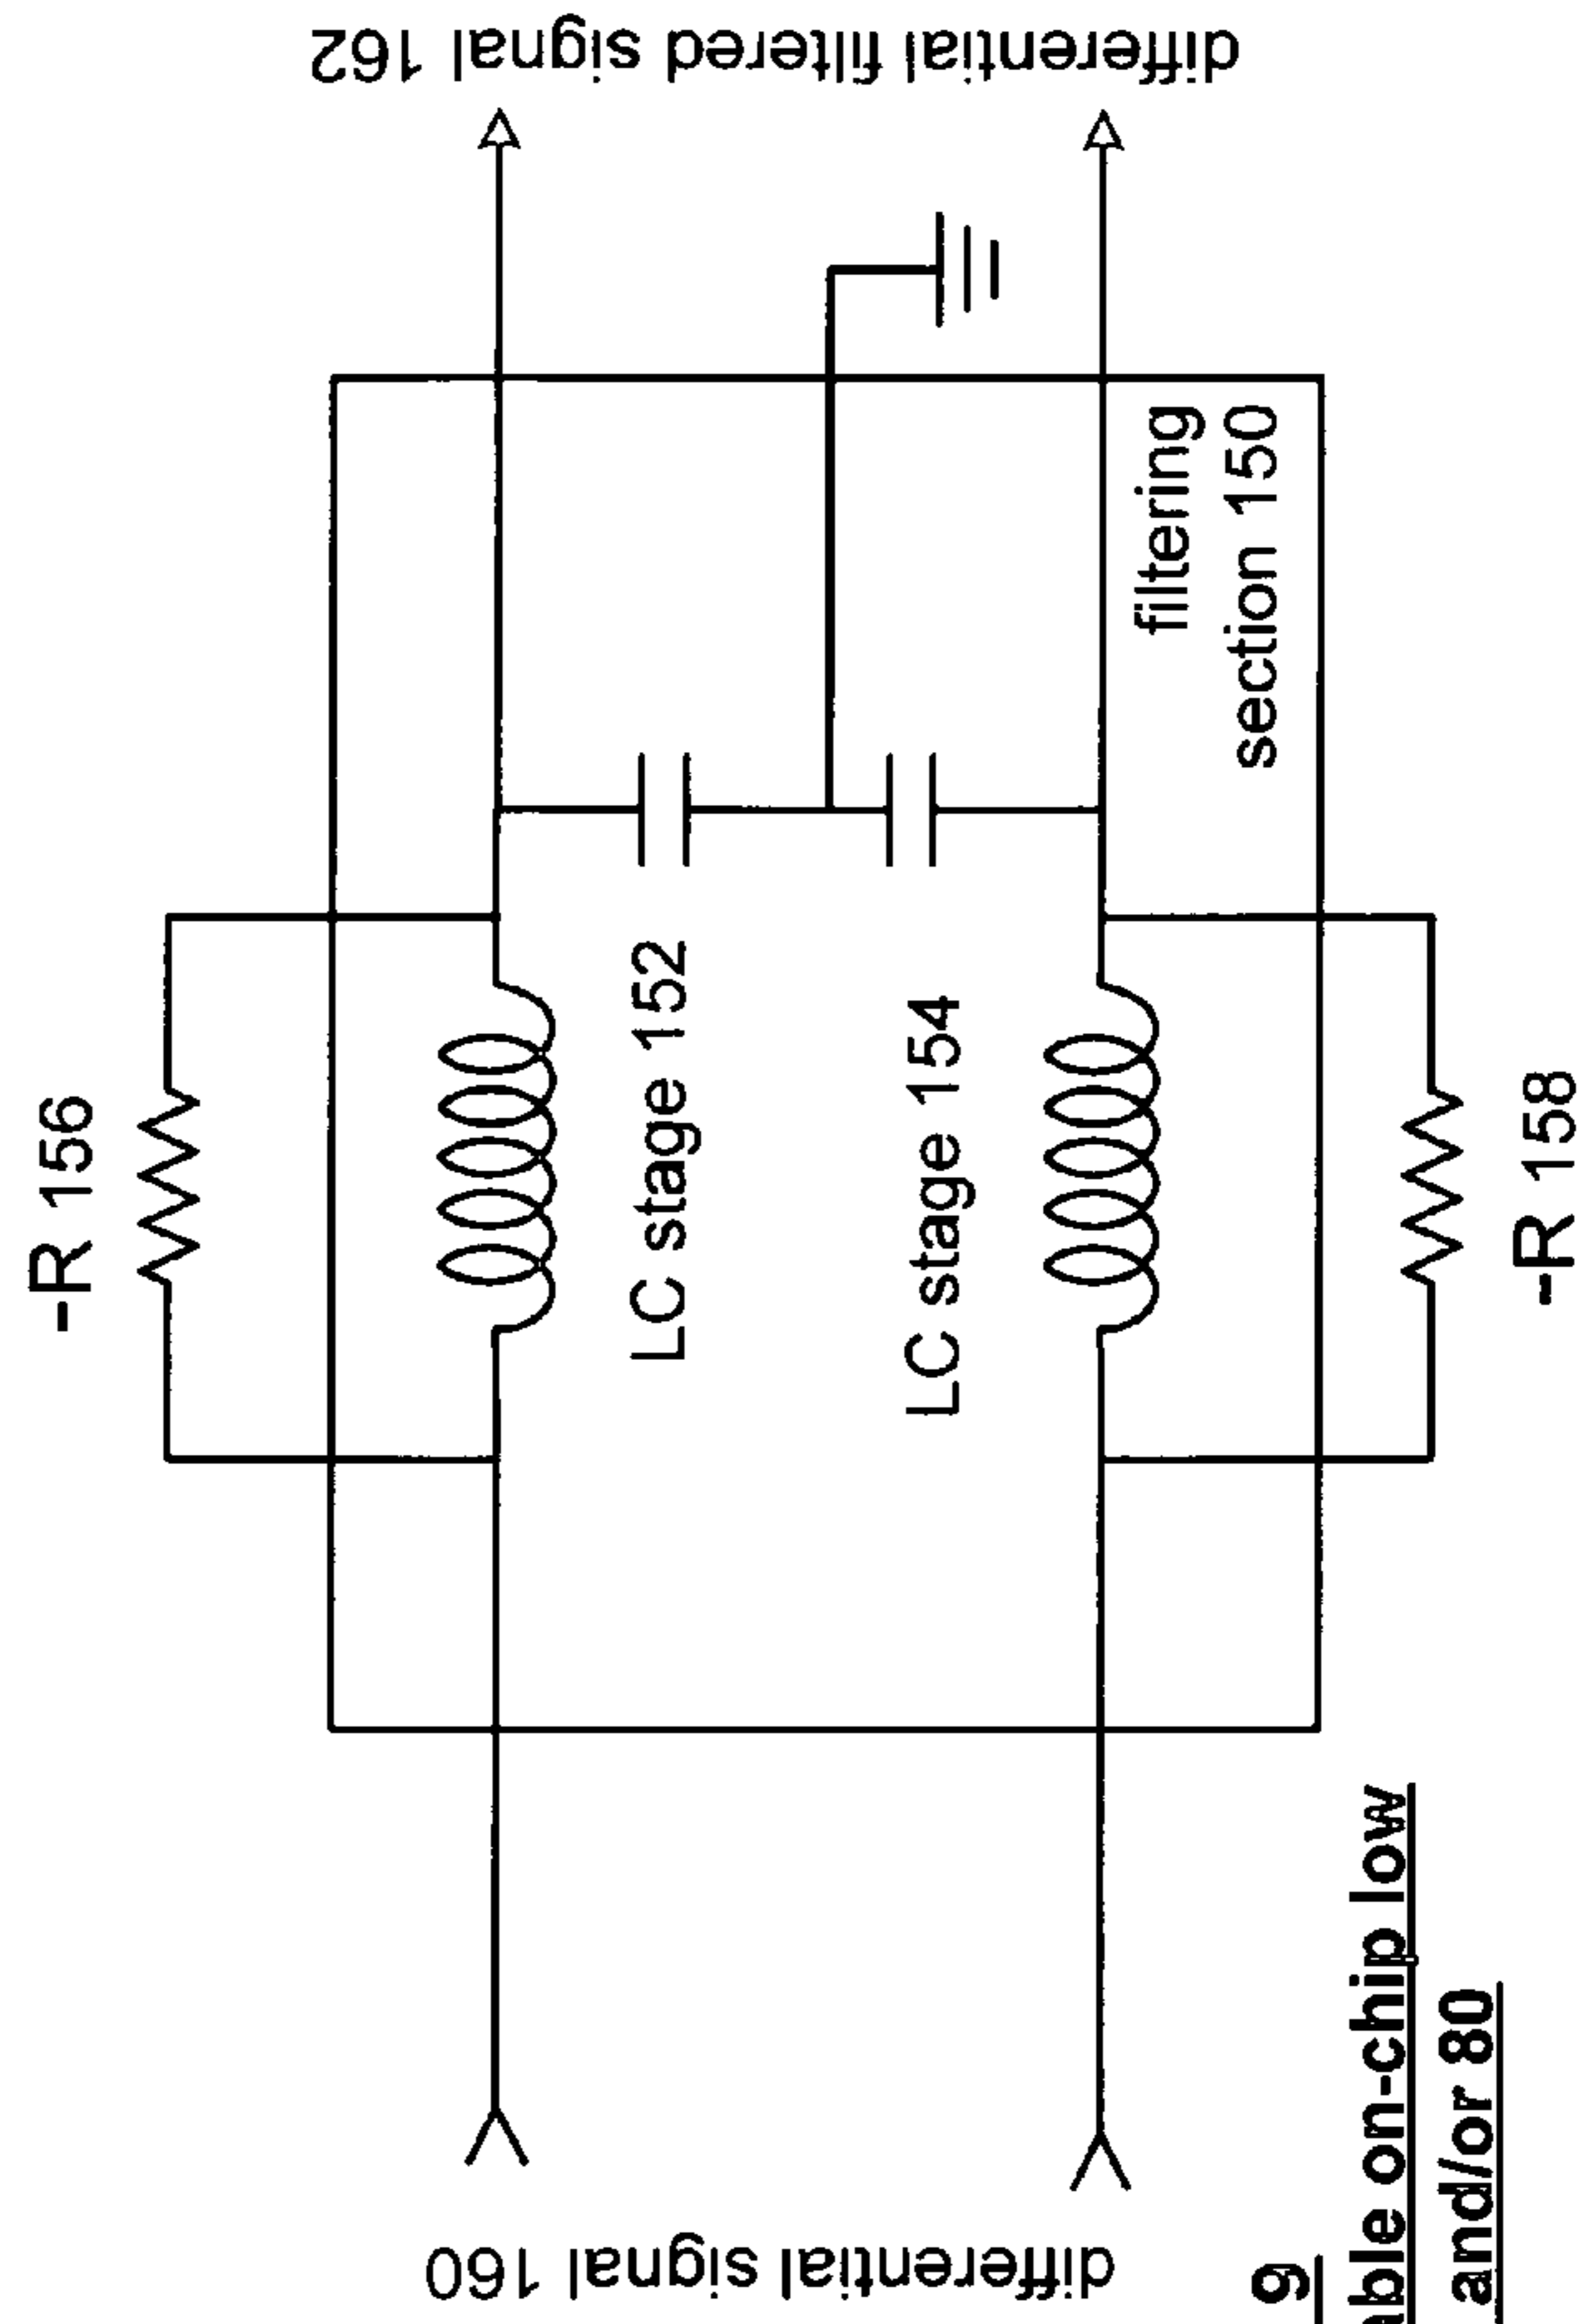 -R 156
differential signal 160
LC stage 152
LC stage 154
differential filtered signal 162
filtering
section 150
-R 158
9
on-chip low
and/or 80